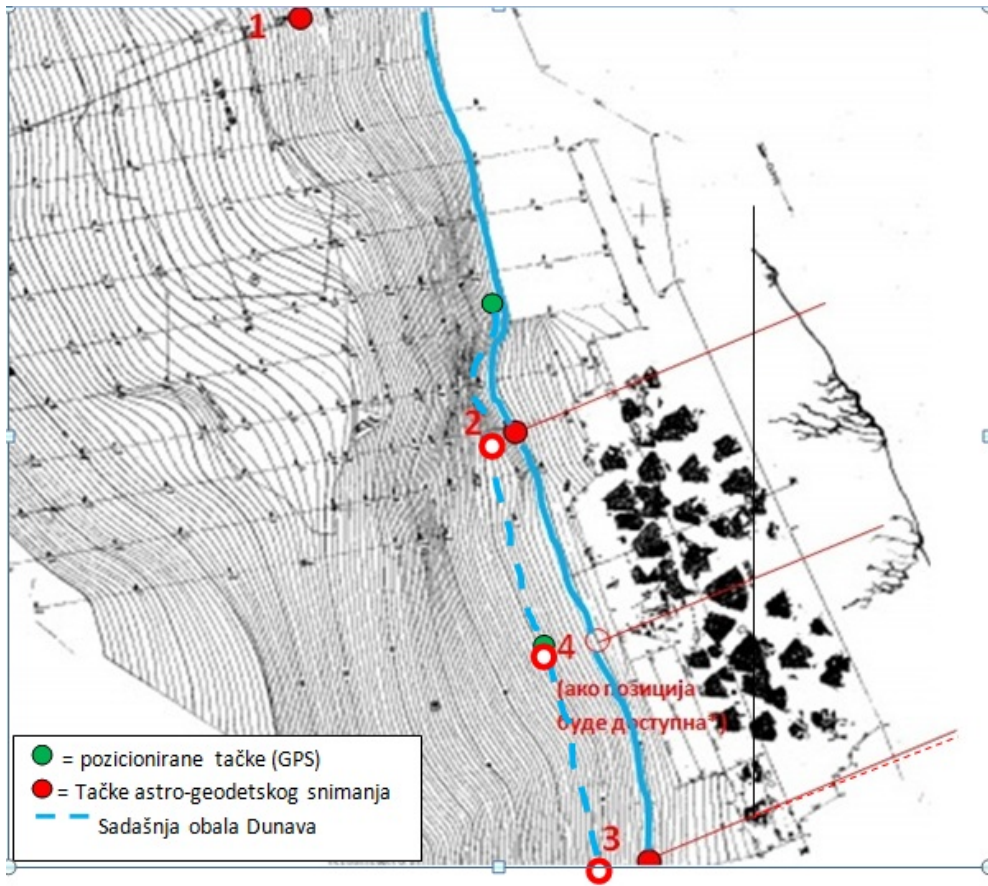 1
2
4
(ако позиција
буде доступна*)
3
= pozicionirane tačke (GPS)
= Tačke astro-geodetskog snimanja
Sadašnja obala Dunava